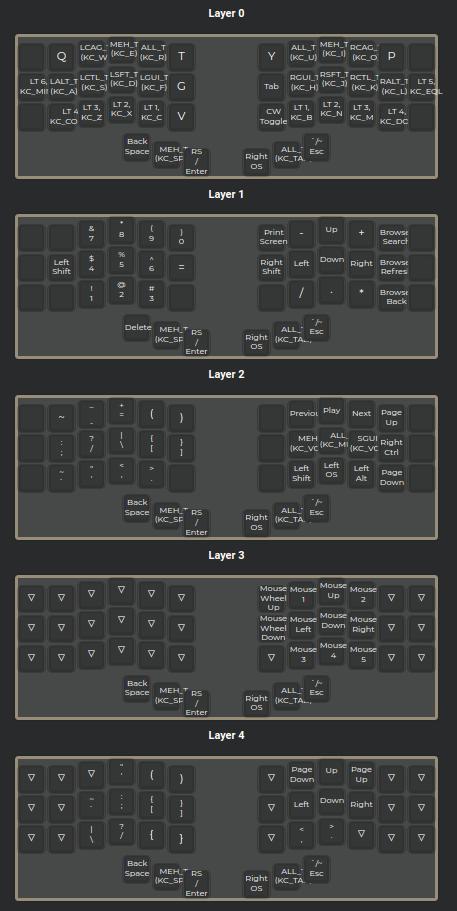 Layer 0
Q
LCAG_T
(KC_W
MEH_T
(KC_E)
ALL_T
(KC_R)
T
Y
ALL_T
(KC_U)
MEH_T
(KC_I)
RCAG_
(KC_O
P
LT 6,
KC_MI
LALT_
(KC_A)
LCTL_
(KC_S)
LSFT_T
(KC_D)
LGUI_T
(KC_F)
G
Tab
RGUI_
(KC_H)
RSFT_
(KC_J)
RCTL_
(KC_K)
RALT_T
(KC_L)
LT 5,
KC_EQL
LT 4
KC_CO
LT 3,
KC_Z
LT 2,
KC_X
LT 1,
KC_C
V
CW
Toggle
LT 1,
KC_B
LT 2,
KC_N
LT 3,
KC_M
LT 4,
KC_DO
Back
Space
MEH_T
(KC_SP
RS
/
Enter
Right
OS
ALL_T
(KC_TA
` /~
Esc
Layer 1
&
7
*
8
(
9
)
0
Print
Screen
-
Up
+
Browse
Search
Left
Shift
$
4
%
5
^
6
=
Right
Shift
Left
Down
Right
Browse
Refresh
!
1
@
2
#
3
/
.
*
Browse
Back
Delete
MEH_T
(KC_SP
RS
/
Enter
Right
OS
ALL_T
(KC_TA
` /~
Esc
Layer 2
~
_
-
+
=
(
)
Previou
Play
Next
Page
Up
:
;
?
/
|
\
{
[
}
]
MEH
(KC_VO
ALL_
(KC_M
SGUI
(KC_VO
Right
Ctrl
~
`
"
'
<
,
>
.
Left
Shift
Left
OS
Left
Alt
Page
Down
Back
Space
MEH_T
(KC_SP
RS
/
Enter
Right
OS
ALL_T
(KC_TA
` /~
Esc
Layer 3
▽ ▽ ▽ ▽ ▽ ▽
Mouse
Wheel
Up
Mouse
1
Mouse
Up
Mouse
2
▽ ▽
▽ ▽ ▽ ▽ ▽ ▽
Mouse
Wheel
Down
Mouse
Left
Mouse
Down
Mouse
Right
▽ ▽
▽ ▽ ▽ ▽ ▽ ▽
▽
Mouse
3
Mouse
4
Mouse
5
▽ ▽
Back
Space
MEH_T
(KC_SP
RS
/
Enter
Right
OS
ALL_T
(KC_TA
` /~
Esc
Layer 4
▽ ▽ ▽
"
'
(
)
▽
Page
Down
Up
Page
Up
▽ ▽
▽ ▽
~
`
:
;
{
[
}
]
▽
Left
Down
Right
▽ ▽
▽ ▽
|
\
?
/
{
}
▽
<
,
>
.
▽ ▽ ▽
Back
Space
MEH_T
(KC_SP
RS
/
Enter
Right
OS
ALL_T
(KC_TA
` /~
Esc